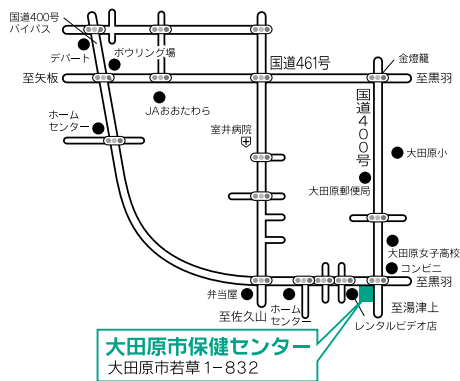 国道400号
バイパス
デパート
ボウリング場
国道461号
金燈籠
至矢板
至黒羽
JAおおたわら
国道400号
ホーム
センター
室井病院
大田原小
大田原郵便局
大田原女子高校
コンビニ
至黒羽
弁当屋
至佐久山
ホーム
センター
至湯津上
レンタルビデオ店
大田原市保健センター
大田原市若草1-832